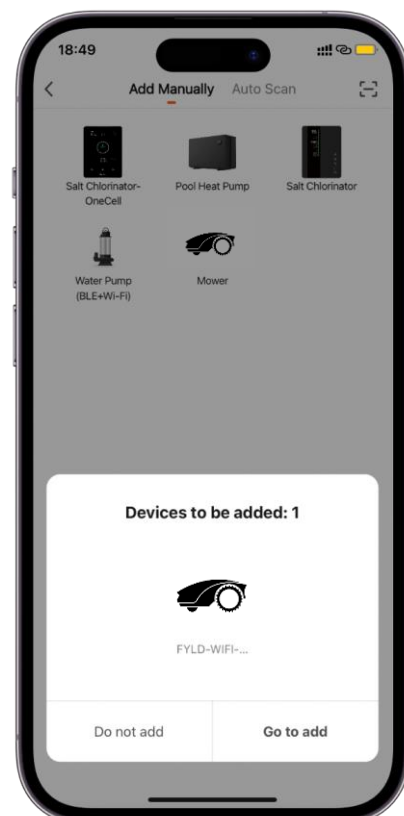 18:49
Add Manually Auto Scan
Salt Chlorinator-
OneCell
Pool Heat Pump
Salt Chlorinator
Water Pump
(BLE+Wi-Fi)
Mower
Devices to be added: 1
FYLD-WIFI-...
Do not add
Go to add